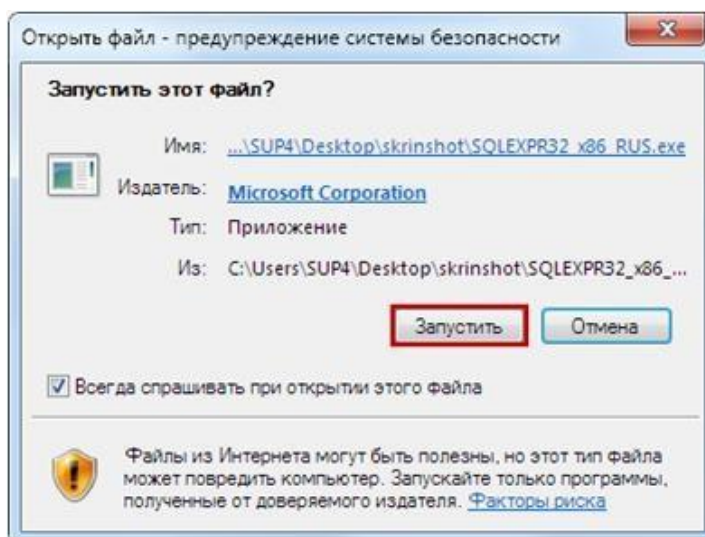 Открыть файл - предупреждение системы безопасности
Запустить этот файл?
Имя: ...\SUP4\Desktop\skrinshot\SQLEXPR32_x86_RUS.exe
Издатель: Microsoft Corporation
Тип: Приложение
Из: C:\Users\SUP4\Desktop\skrinshot\SQLEXPR32_x86_...
Запустить Отмена
Всегда спрашивать при открытии этого файла
Файлы из Интернета могут быть полезны, но этот тип файла
может повредить компьютер. Запускайте только программы,
полученные от доверяемого издателя. Факторы риска